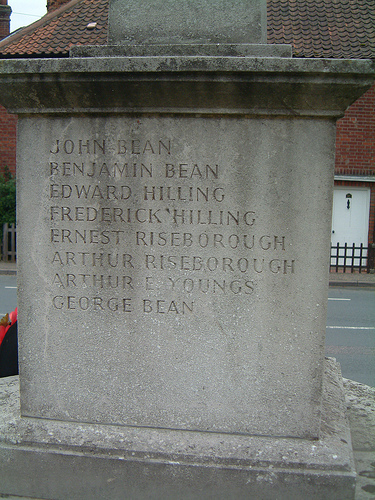 JOHN BEAN
BENJAMIN BEAN
EDWARD HILLING
FREDERICK HILLING
ERNEST RISEBOROUGH
ARTHUR RISEBOROUGH
ARTHUR E YOUNGS
GEORGE BEAN